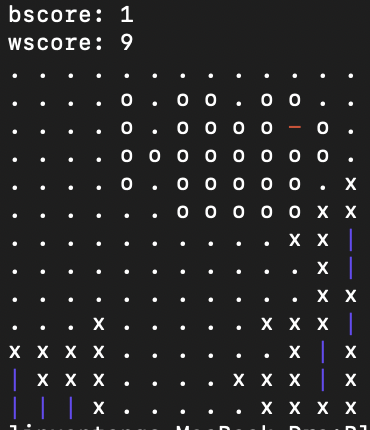 bscore: 1
wscore: 9
. . . . . . . . . . . . .
. . . . o . o o . o o . .
. . . . o . o o o o – o .
. . . . o o o o o o o o .
. . . . o . o o o o o . x
. . . . . . o o o o o x x
. . . . . . . . . . x x |
. . . . . . . . . . . x |
. . . . . . . . . . . x x
. . . x . . . . . x x x |
x x x x . . . . . . x | x
| x x x . . . . x x x | x
| | | x . . . . . x x x x